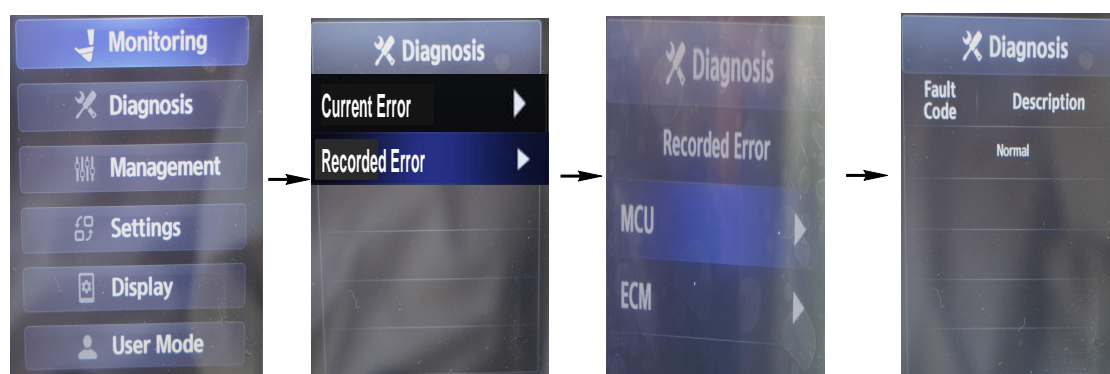 Monitoring
Diagnosis
Management
Settings
Display
User Mode
Diagnosis
Current Error
Recorded Error
Diagnosis
Recorded Error
MCU
ECM
Diagnosis
Fault
Code
Description
Normal